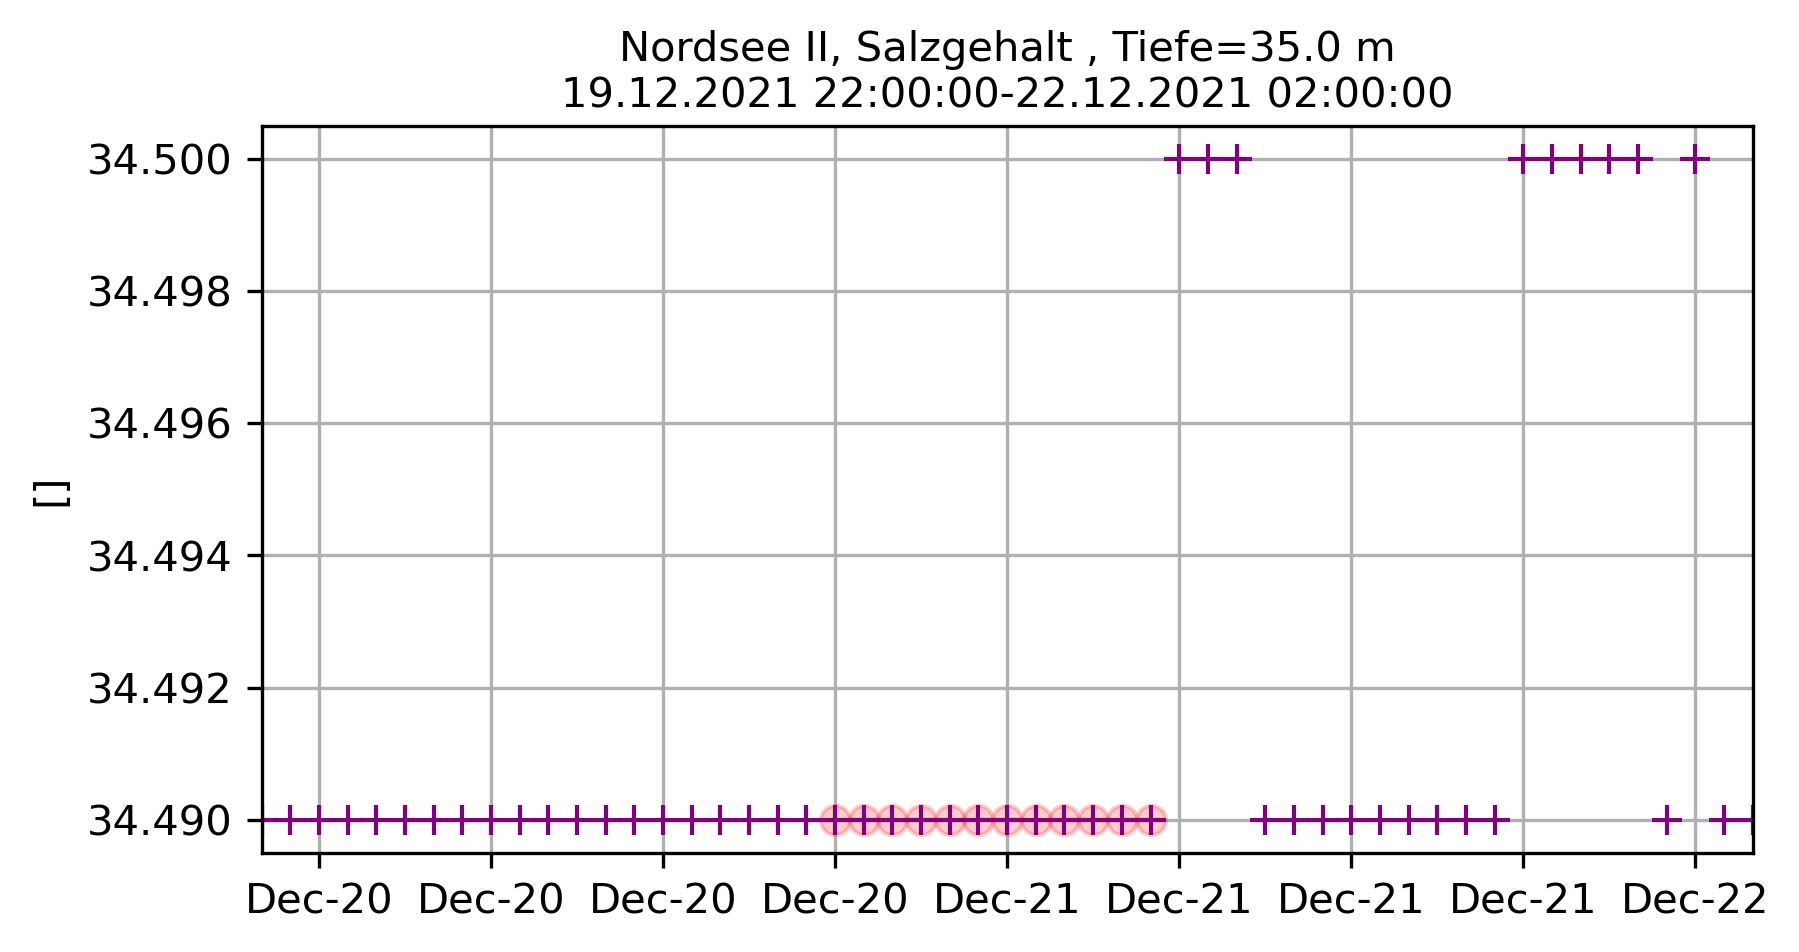 Nordsee II, Salzgehalt , Tiefe=35.0 m
19.12.2021 22:00:00-22.12.2021 02:00:00
34.500
34.498
34.496
34.494
34.492
34.490
[]
Dec-20 Dec-20 Dec-20 Dec-20 Dec-21 Dec-21 Dec-21 Dec-21 Dec-22